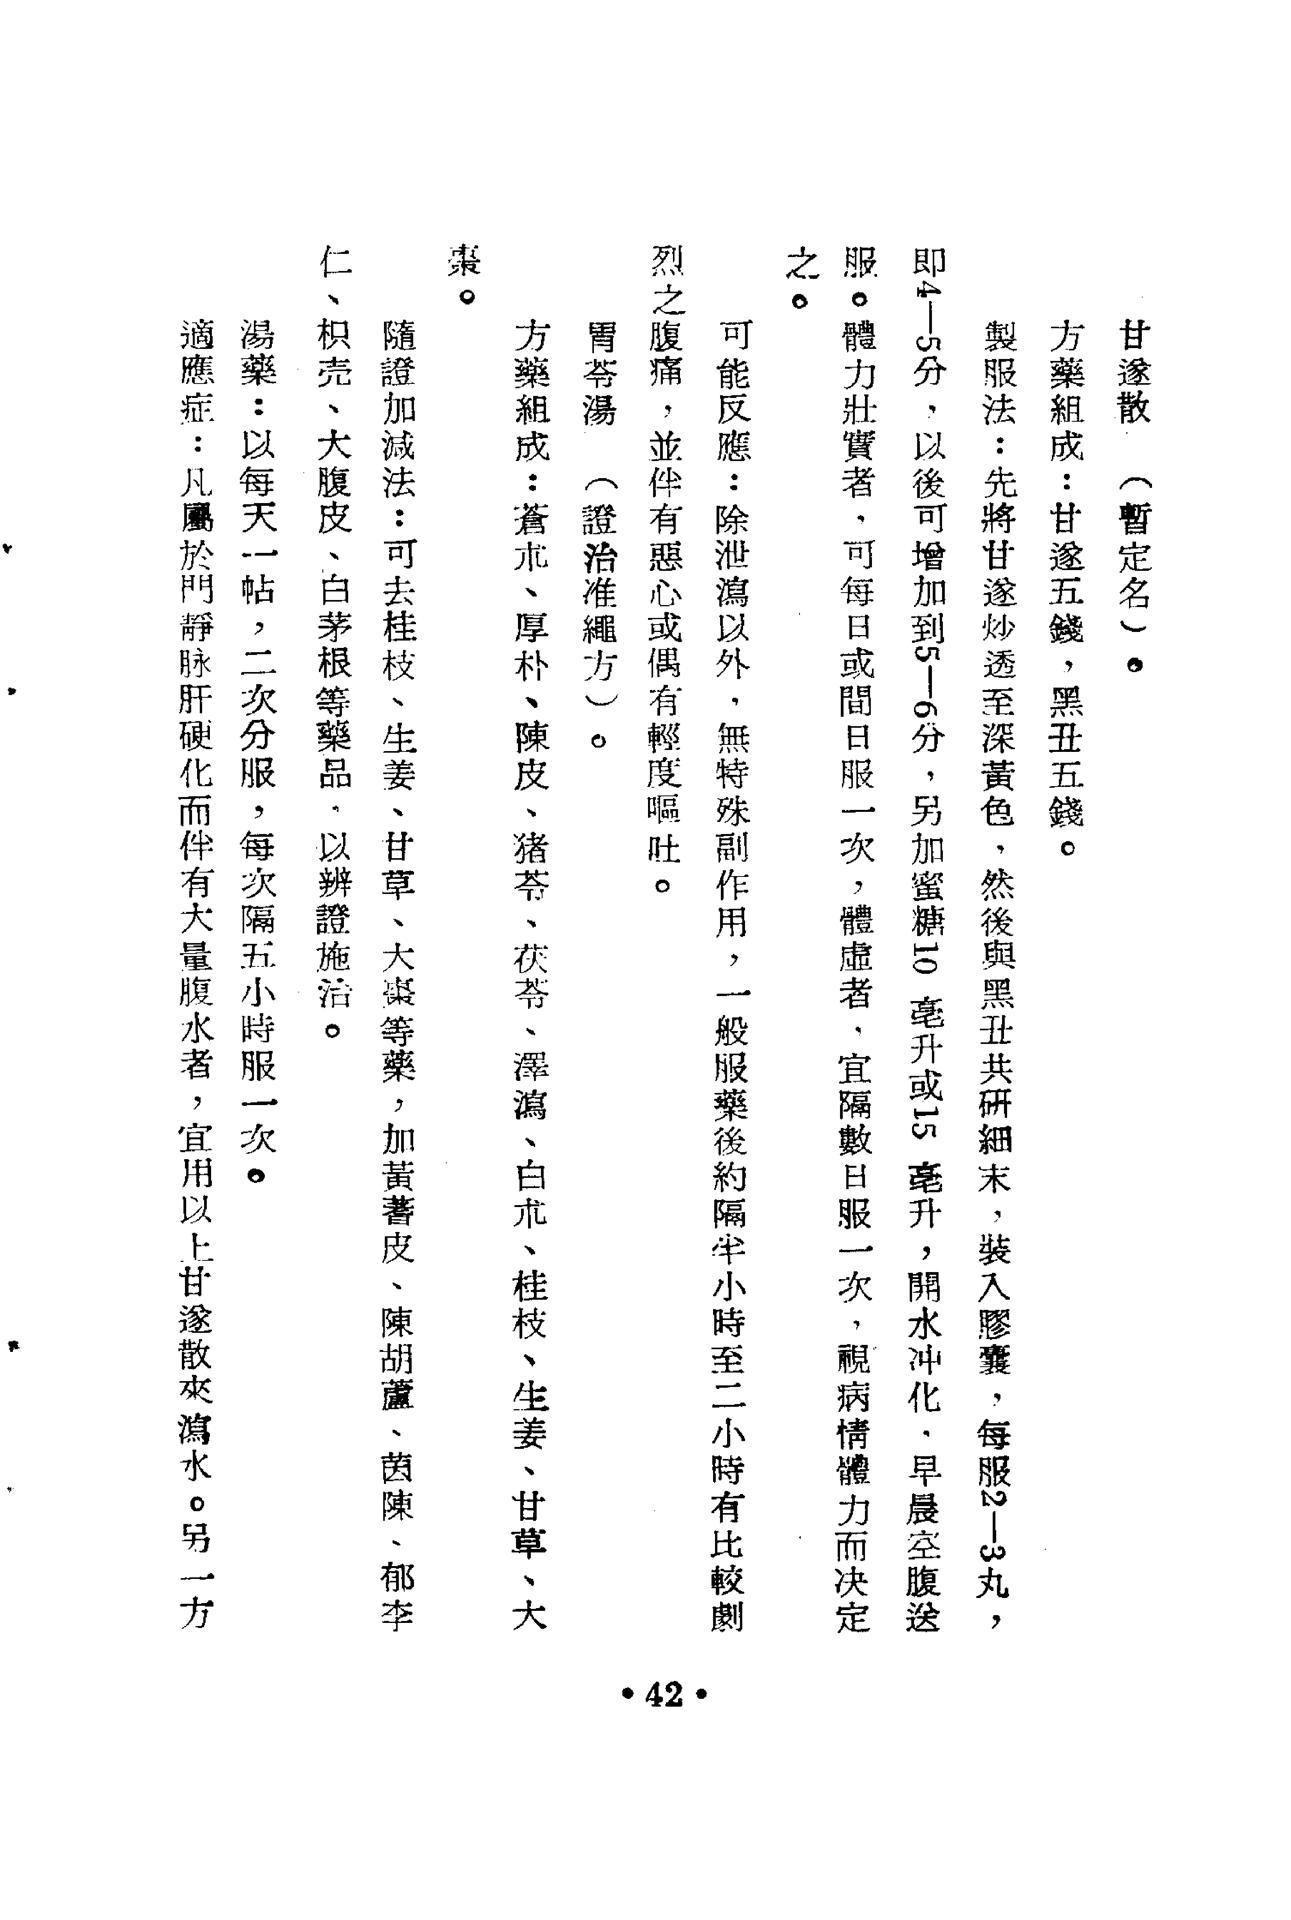 甘遂散　（暫定名）。
方藥組成：甘遂五錢，黑丑五錢。
製服法：先將甘遂炒透至深黃色，然後與黑丑共研細末，裝入膠囊，每服2—3丸，
即4—5分，以後可增加到5—6分，另加蜜糖10毫升或15毫升，開水冲化，早晨空腹送
服。體力壯實者，可每日或間日服一次，體虛者，宜隔數日服一次，視病情體力而決定
之。
可能反應：除泄瀉以外，無特殊副作用，一般服藥後約隔半小時至二小時有比較劇
烈之腹痛，並伴有惡心或偶有輕度嘔吐。
胃苓湯　（證治准繩方）。
方藥組成：蒼朮、厚朴、陳皮、猪苓、茯苓、澤瀉、白朮、桂枝、生姜、甘草、大
棗。
隨證加減法：可去桂枝、生姜、甘草、大棗等藥，加黃蓍皮、陳胡蘆、茵陳、郁李
仁、枳壳、大腹皮、白茅根等藥品，以辨證施治。
湯藥：以每天一帖，二次分服，每次隔五小時服一次。
適應症：凡屬於門靜脉肝硬化而伴有大量腹水者，宜用以上甘遂散來瀉水。另一方
•42•